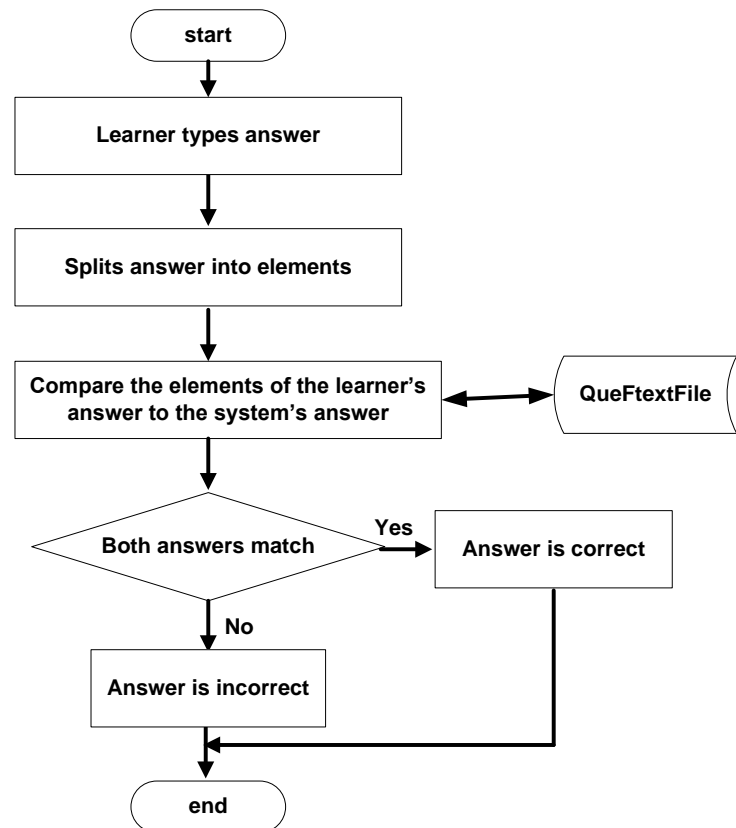 start
Learner types answer
Splits answer into elements
Compare the elements of the learner's
answer to the system's answer
QueFtextFile
Both answers match
Yes
Answer is correct
No
Answer is incorrect
end